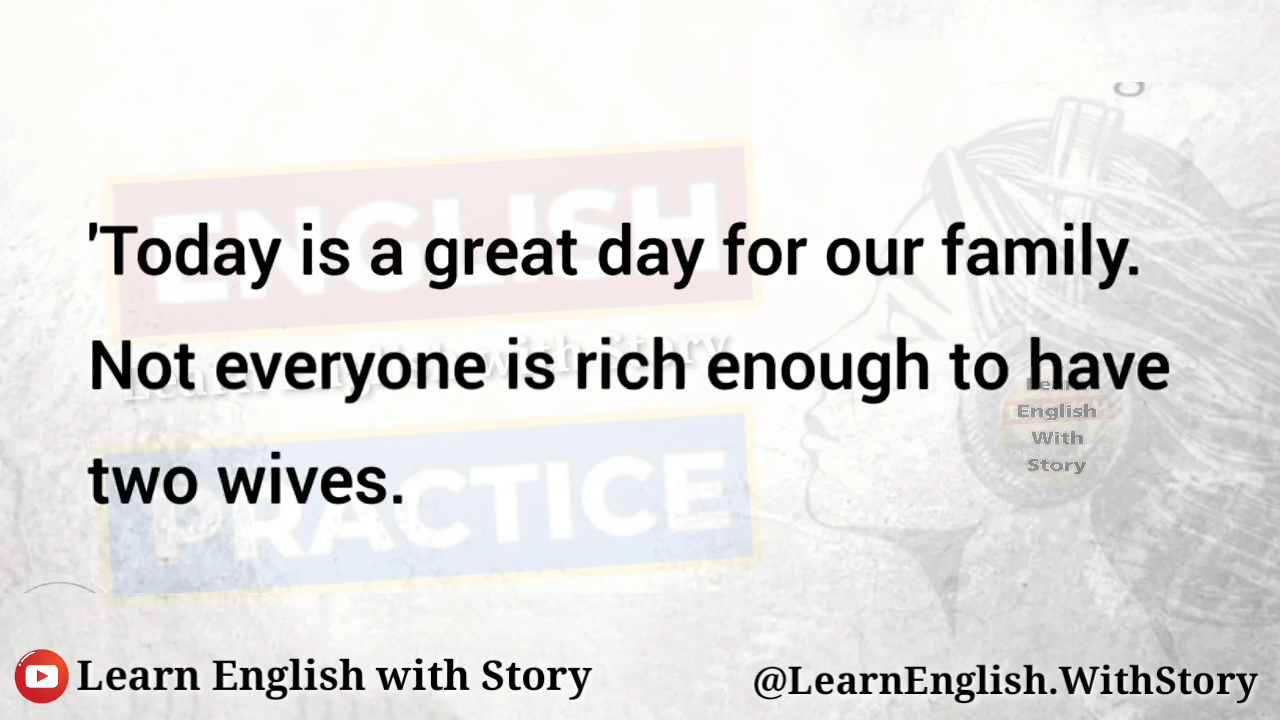 'Today is a great day for our family.
Not everyone is rich enough to have
two wives.
ENGLISH
Learn English with Story
PRACTICE
Learn
English
With
Story
Learn English with Story
@LearnEnglish.WithStory